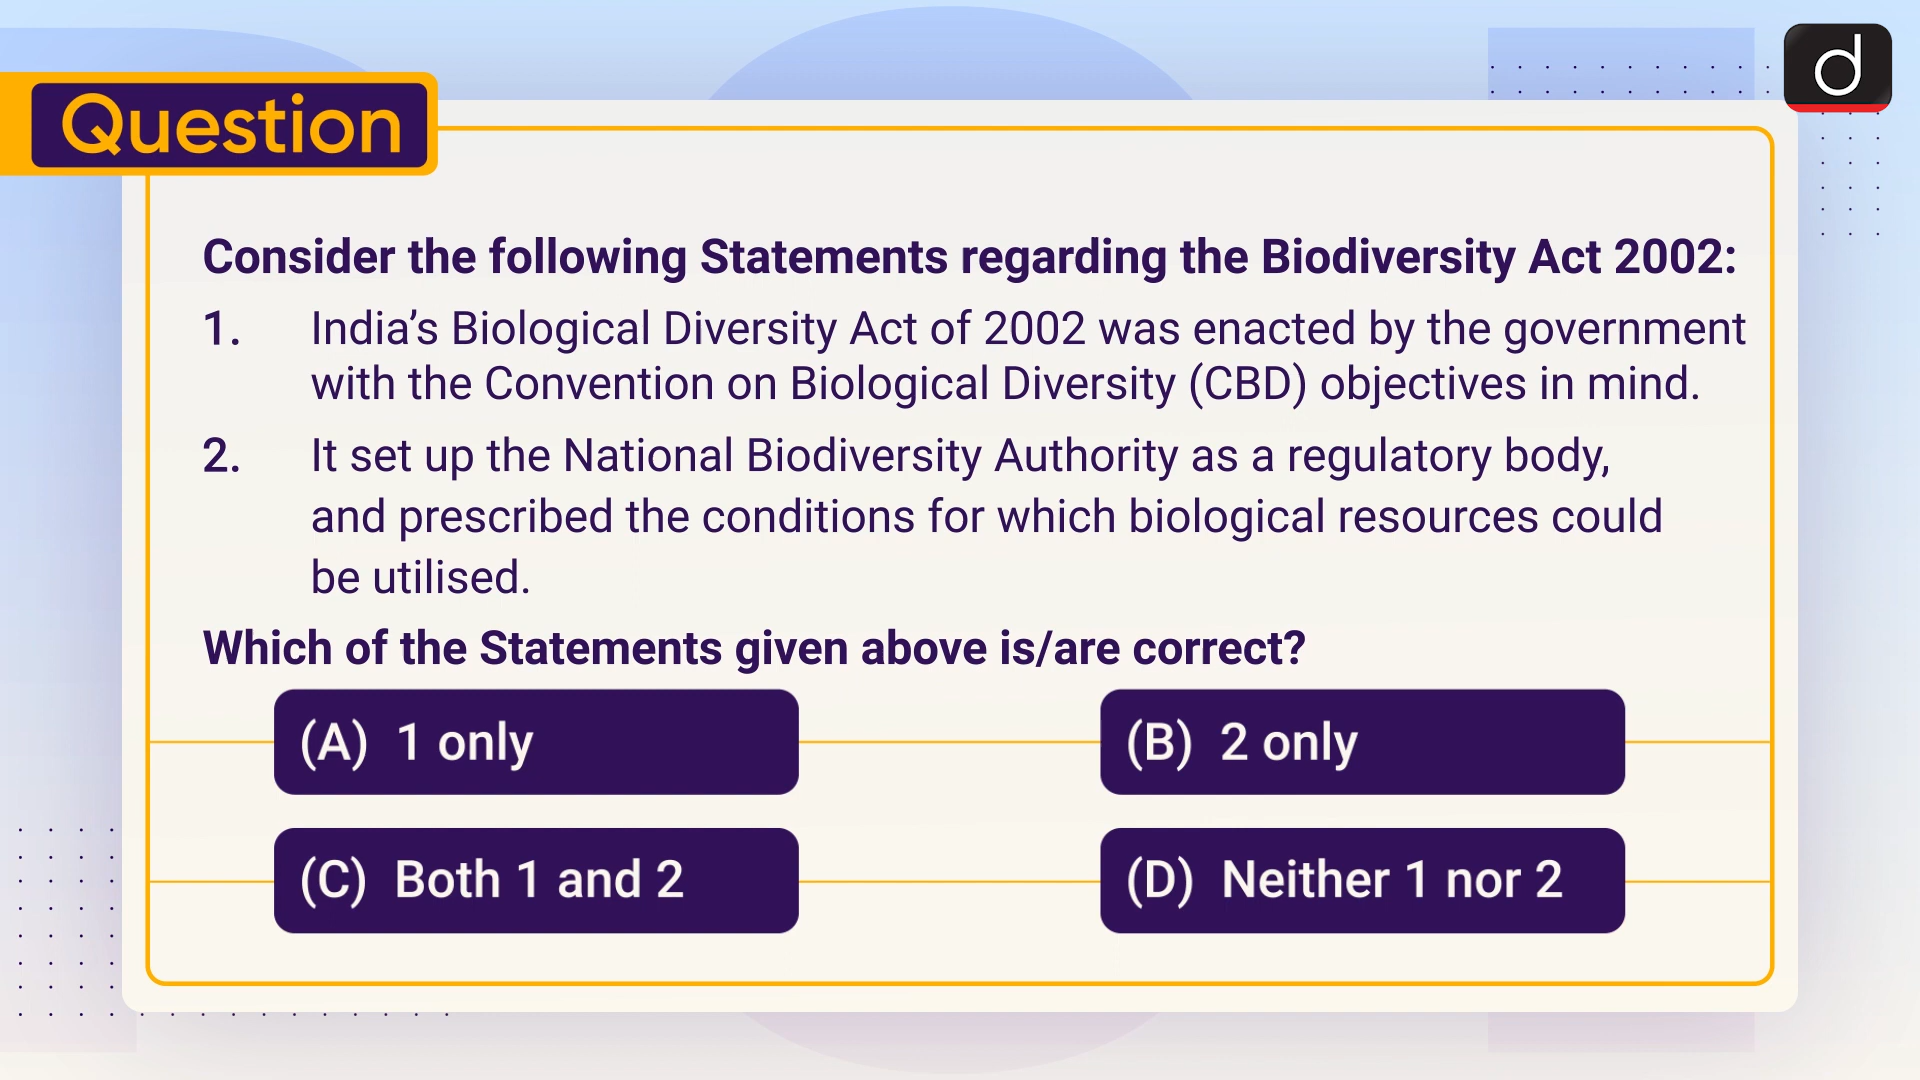 Question
Consider the following Statements regarding the Biodiversity Act 2002:
1. India’s Biological Diversity Act of 2002 was enacted by the government
with the Convention on Biological Diversity (CBD) objectives in mind.
2. It set up the National Biodiversity Authority as a regulatory body,
and prescribed the conditions for which biological resources could
be utilised.
Which of the Statements given above is/are correct?
(A) 1 only
(B) 2 only
(C) Both 1 and 2
(D) Neither 1 nor 2
d